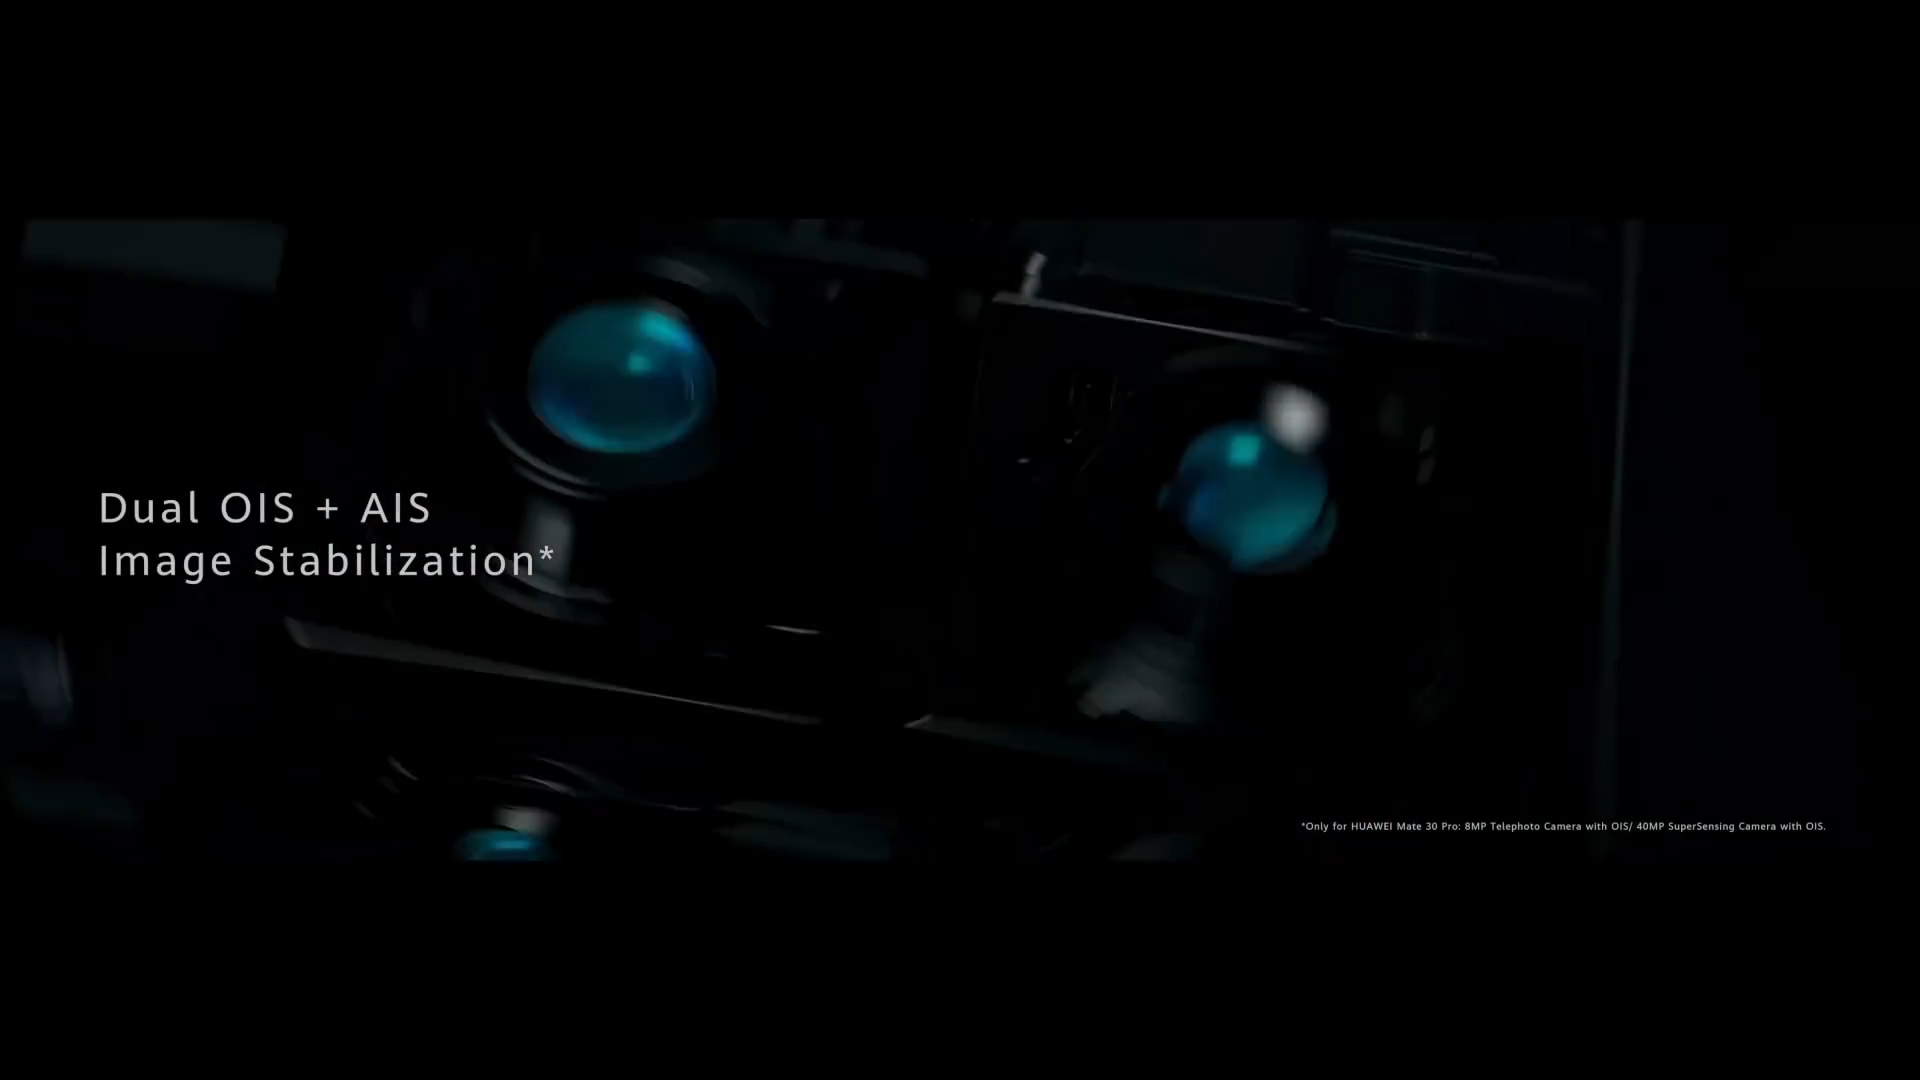 Dual OIS + AIS
Image Stabilization*
*Only for HUAWEI Mate 30 Pro: 8MP Telephoto Camera with OIS/ 40MP SuperSensing Camera with OIS.